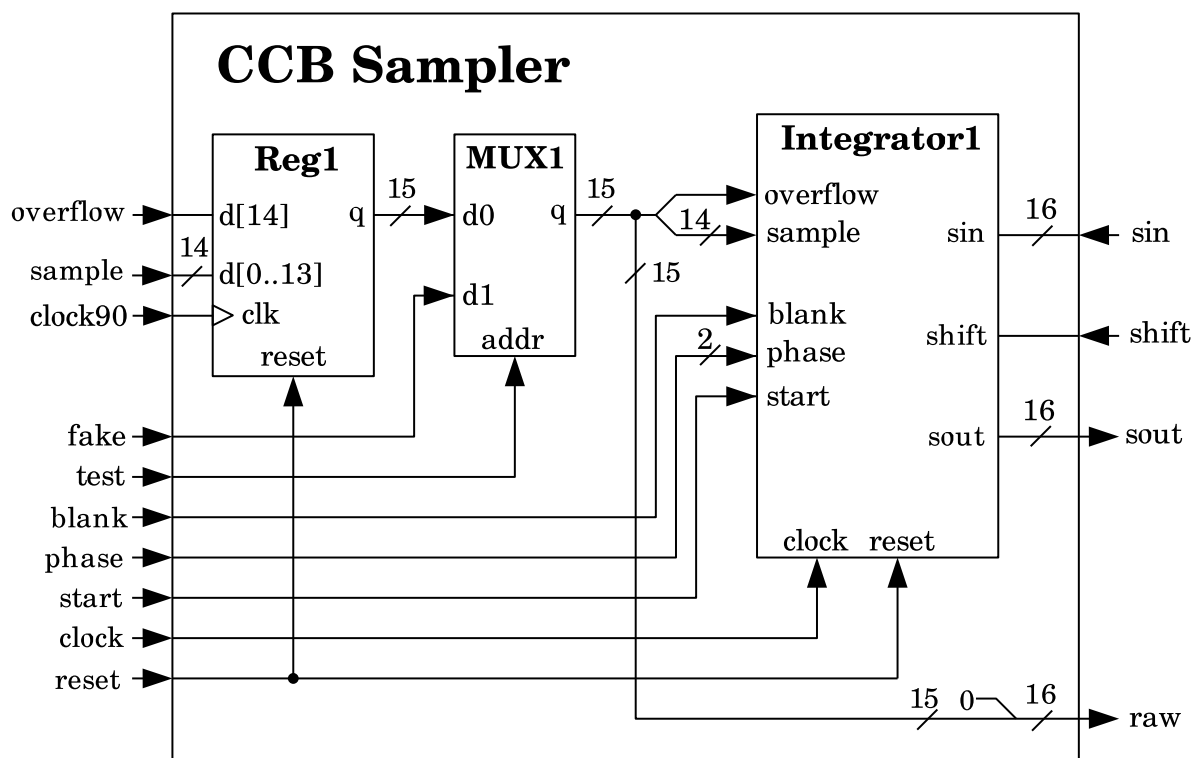 CCB Sampler
Reg1
MUX1
Integrator1
overflow
d[14]
q
15
d0
q
15
overflow
14
sample
14
sample
d[0..13]
15
clock90
clk
reset
d1
addr
blank
2
phase
start
sin
16
sin
shift
shift
sout
16
sout
fake
test
blank
phase
start
clock
reset
clock
reset
15
0
16
raw